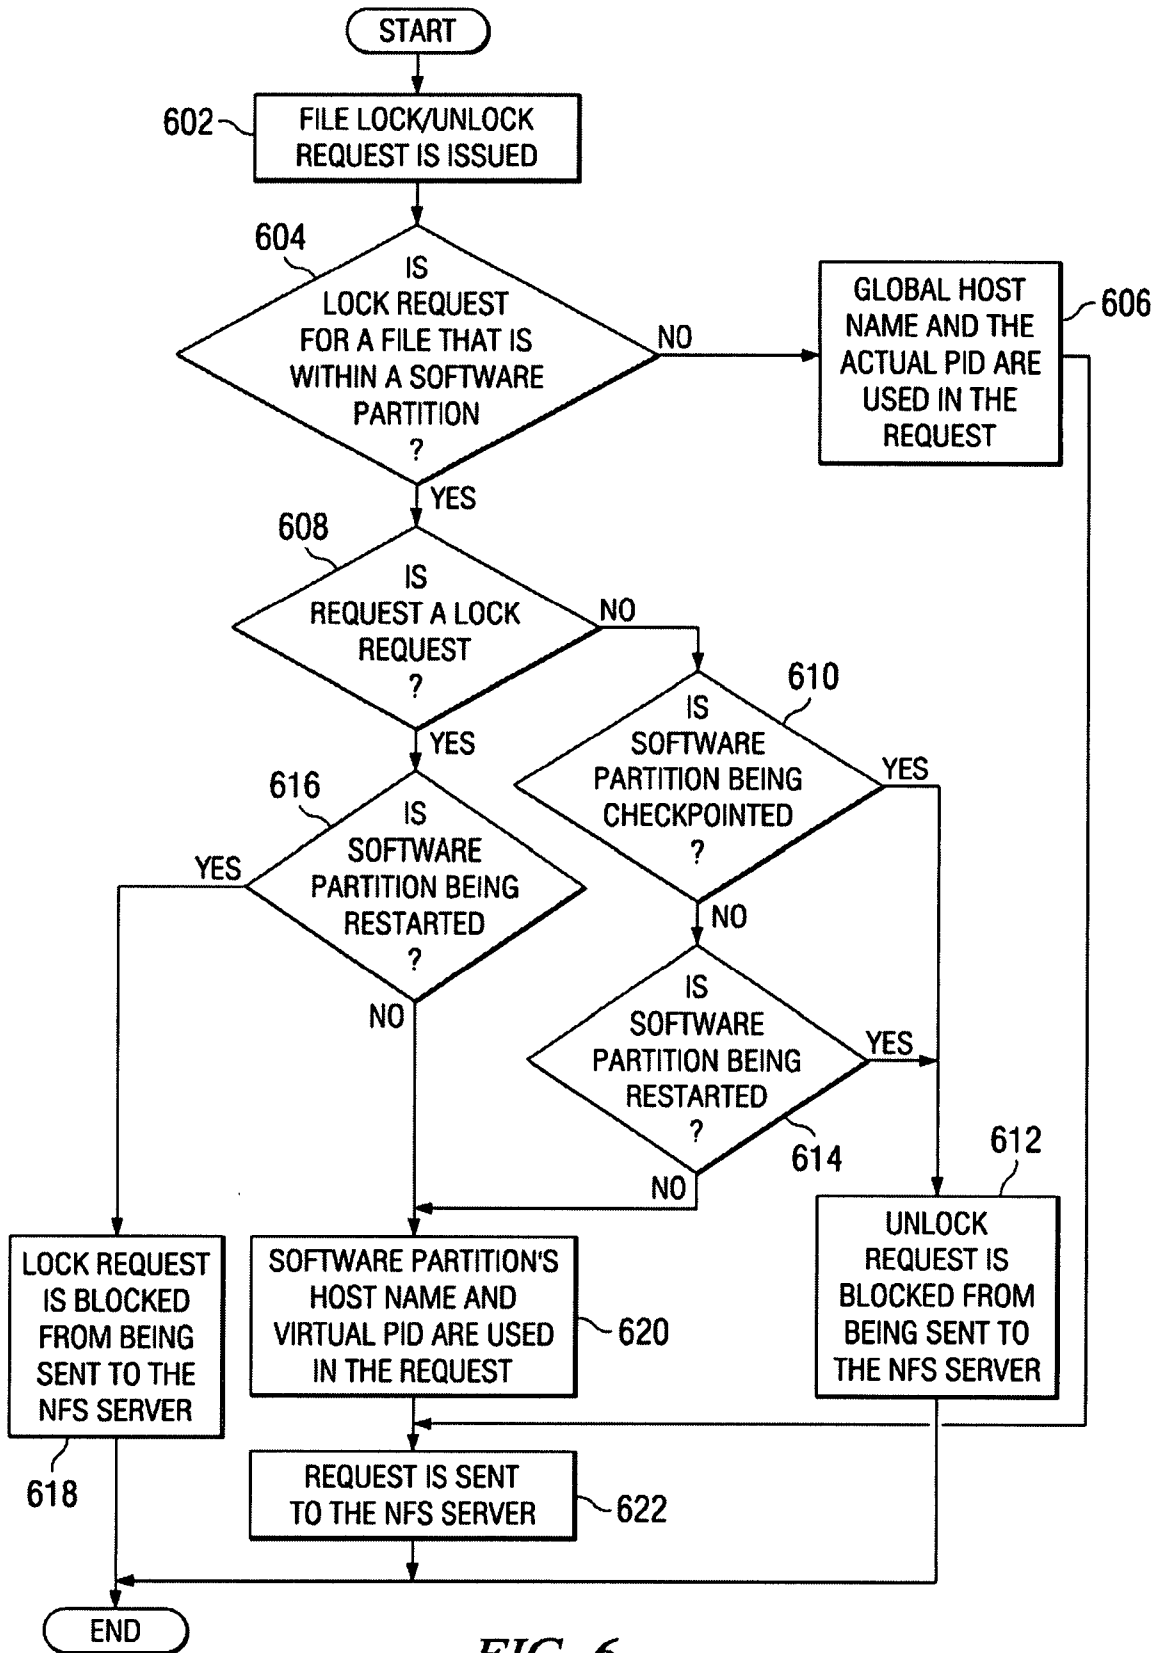 START
602
FILE LOCK/UNLOCK
REQUEST IS ISSUED
604
IS
LOCK REQUEST
FOR A FILE THAT IS
WITHIN A SOFTWARE
PARTITION
?
NO
GLOBAL HOST
NAME AND THE
ACTUAL PID ARE
USED IN THE
REQUEST
606
YES
608
IS
REQUEST A LOCK
REQUEST
?
NO
YES
610
IS
SOFTWARE
PARTITION BEING
CHECKPOINTED
?
YES
NO
616
IS
SOFTWARE
PARTITION BEING
RESTARTED
?
YES
NO
IS
SOFTWARE
PARTITION BEING
RESTARTED
?
YES
614
NO
612
LOCK REQUEST
IS BLOCKED
FROM BEING
SENT TO THE
NFS SERVER
618
SOFTWARE PARTITION'S
HOST NAME AND
VIRTUAL PID ARE USED
IN THE REQUEST
620
UNLOCK
REQUEST IS
BLOCKED FROM
BEING SENT TO
THE NFS SERVER
REQUEST IS SENT
TO THE NFS SERVER
622
END
FIG. 6